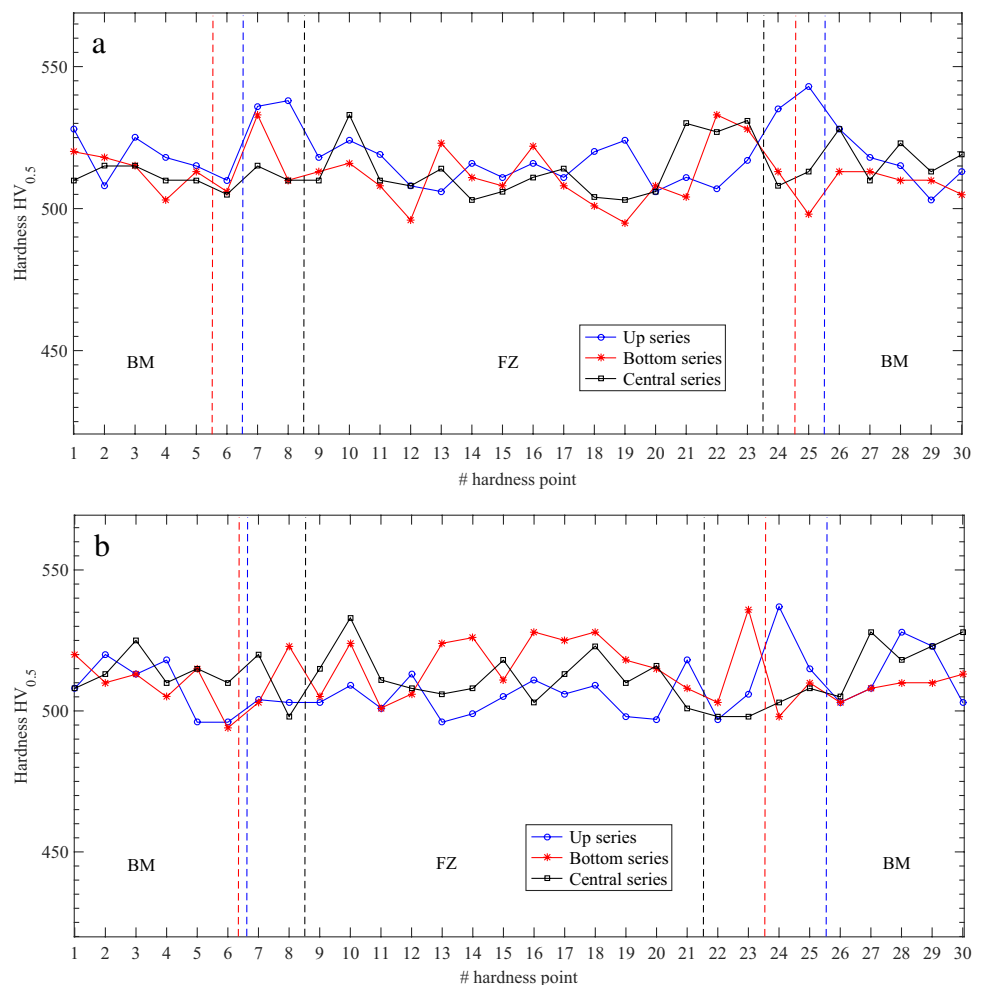 a
550
500
450
Hardness HV0.5
BM
FZ
BM
Up series
Bottom series
Central series
1 2 3 4 5 6 7 8 9 10 11 12 13 14 15 16 17 18 19 20 21 22 23 24 25 26 27 28 29 30
# hardness point
b
550
500
450
Hardness HV0.5
BM
FZ
BM
Up series
Bottom series
Central series
1 2 3 4 5 6 7 8 9 10 11 12 13 14 15 16 17 18 19 20 21 22 23 24 25 26 27 28 29 30
# hardness point